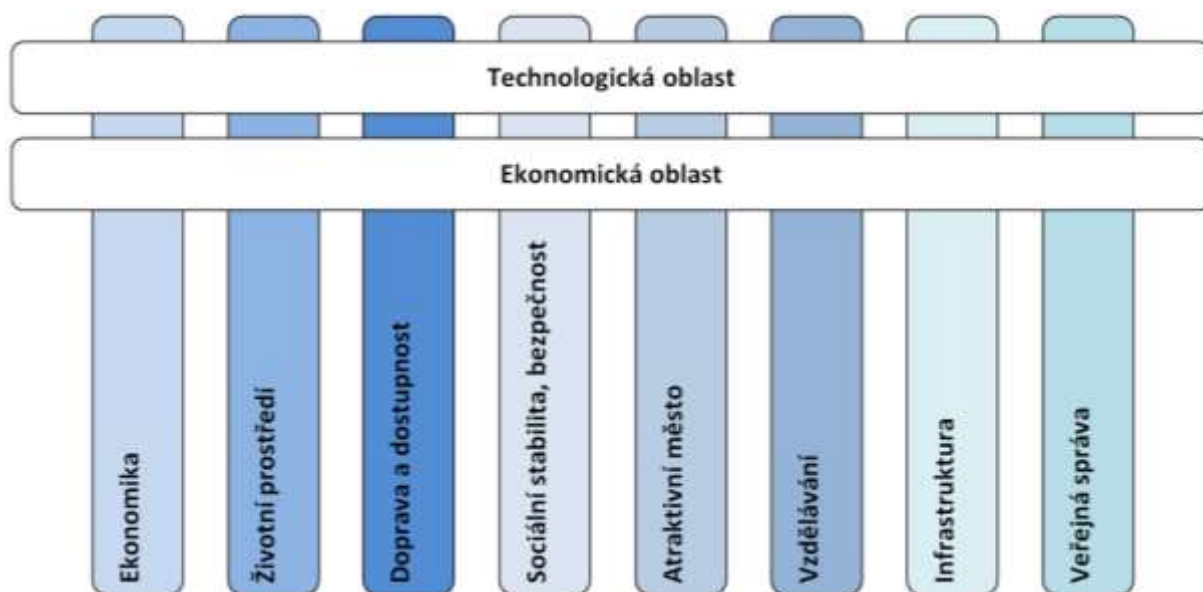 Technologická oblast
Ekonomická oblast
Ekonomika
Životní prostředí
Doprava a dostupnost
Sociální stabilita, bezpečnost
Atraktivní město
Vzdělávání
Infrastruktura
Veřejná správa